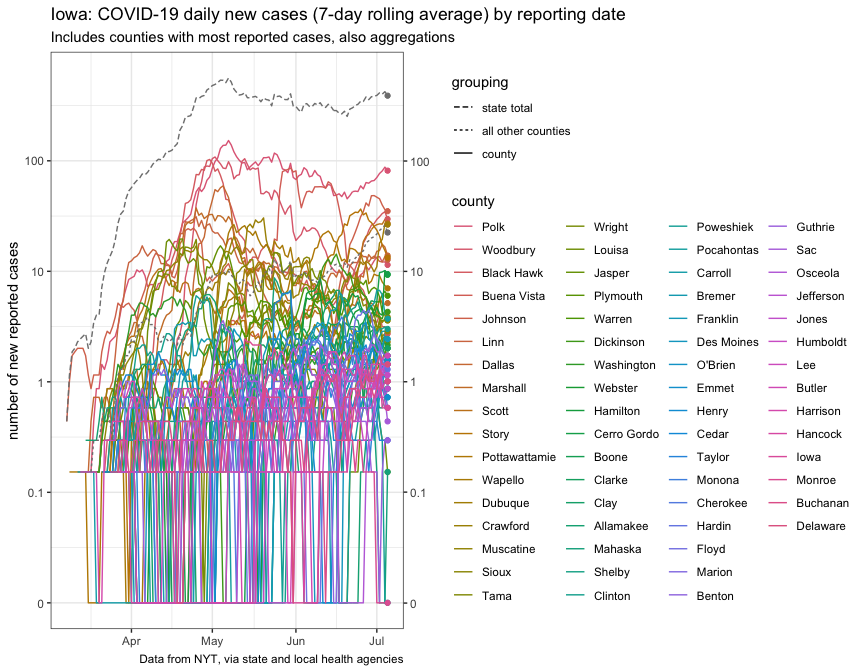 Iowa: COVID-19 daily new cases (7-day rolling average) by reporting date
Includes counties with most reported cases, also aggregations
number of new reported cases
100
10
1
0.1
0
100
10
1
0.1
0
Apr May Jun Jul
Data from NYT, via state and local health agencies
grouping
state total
all other counties
county
county
Polk
Woodbury
Black Hawk
Buena Vista
Johnson
Linn
Dallas
Marshall
Scott
Story
Pottawattamie
Wapello
Dubuque
Crawford
Muscatine
Sioux
Tama
Wright
Louisa
Jasper
Plymouth
Warren
Dickinson
Washington
Webster
Hamilton
Cerro Gordo
Boone
Clarke
Clay
Allamakee
Mahaska
Shelby
Clinton
Poweshiek
Pocahontas
Carroll
Bremer
Franklin
Des Moines
O'Brien
Emmet
Henry
Cedar
Taylor
Monona
Cherokee
Hardin
Floyd
Marion
Benton
Guthrie
Sac
Osceola
Jefferson
Jones
Humboldt
Lee
Butler
Harrison
Hancock
Iowa
Monroe
Buchanan
Delaware